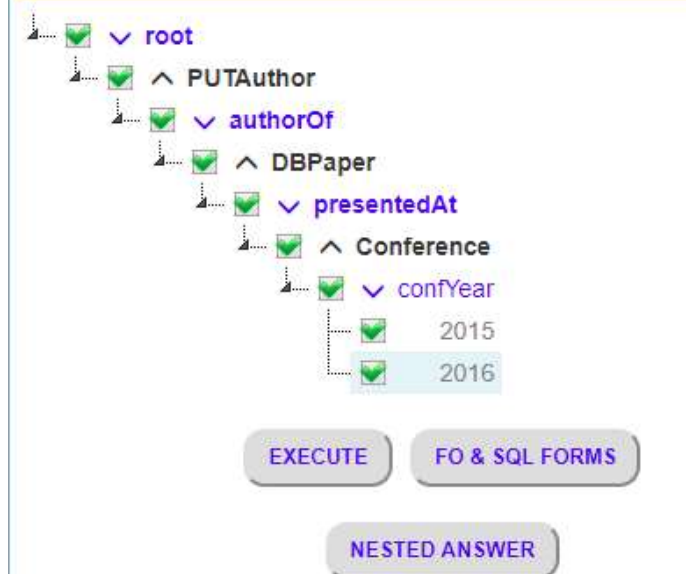 root
PUTAuthor
authorOf
DBPaper
presentedAt
Conference
confYear
2015
2016
EXECUTE FO & SQL FORMS
NESTED ANSWER